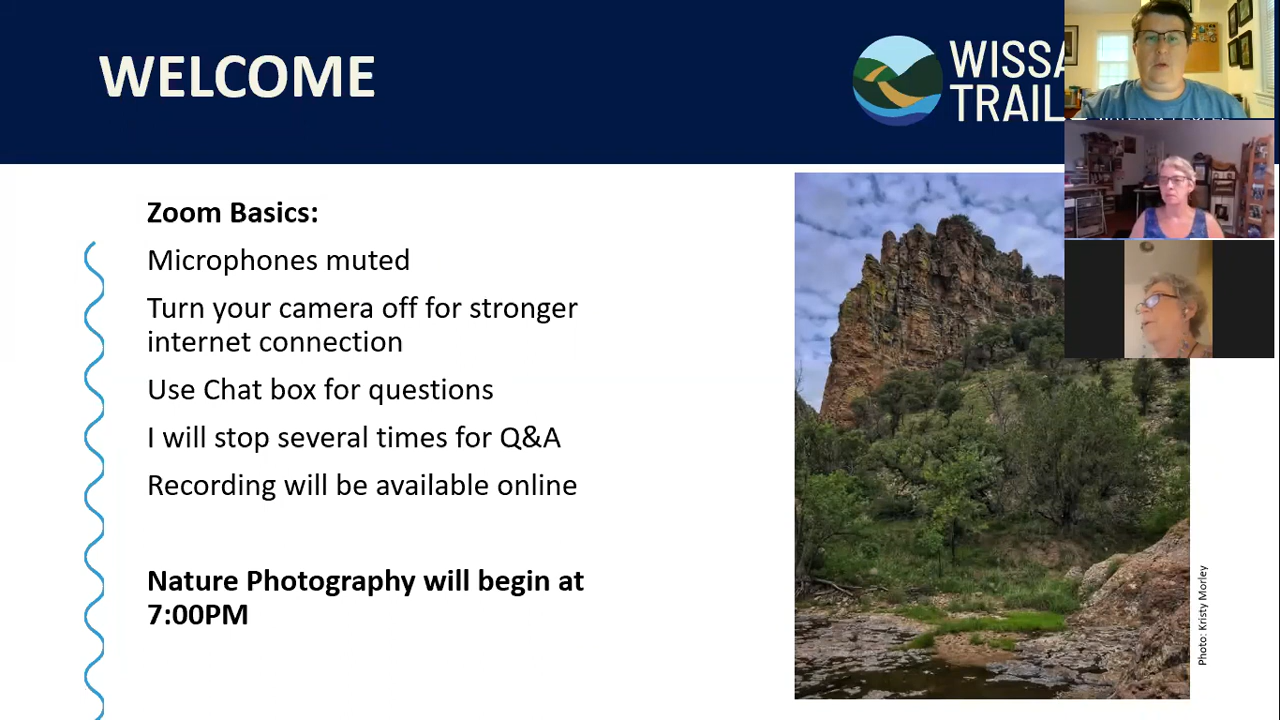 WELCOME
WISSA
TRAIL
Zoom Basics:
Microphones muted
Turn your camera off for stronger
internet connection
Use Chat box for questions
I will stop several times for Q&A
Recording will be available online
Nature Photography will begin at
7:00PM
Photo: Kristy Morley